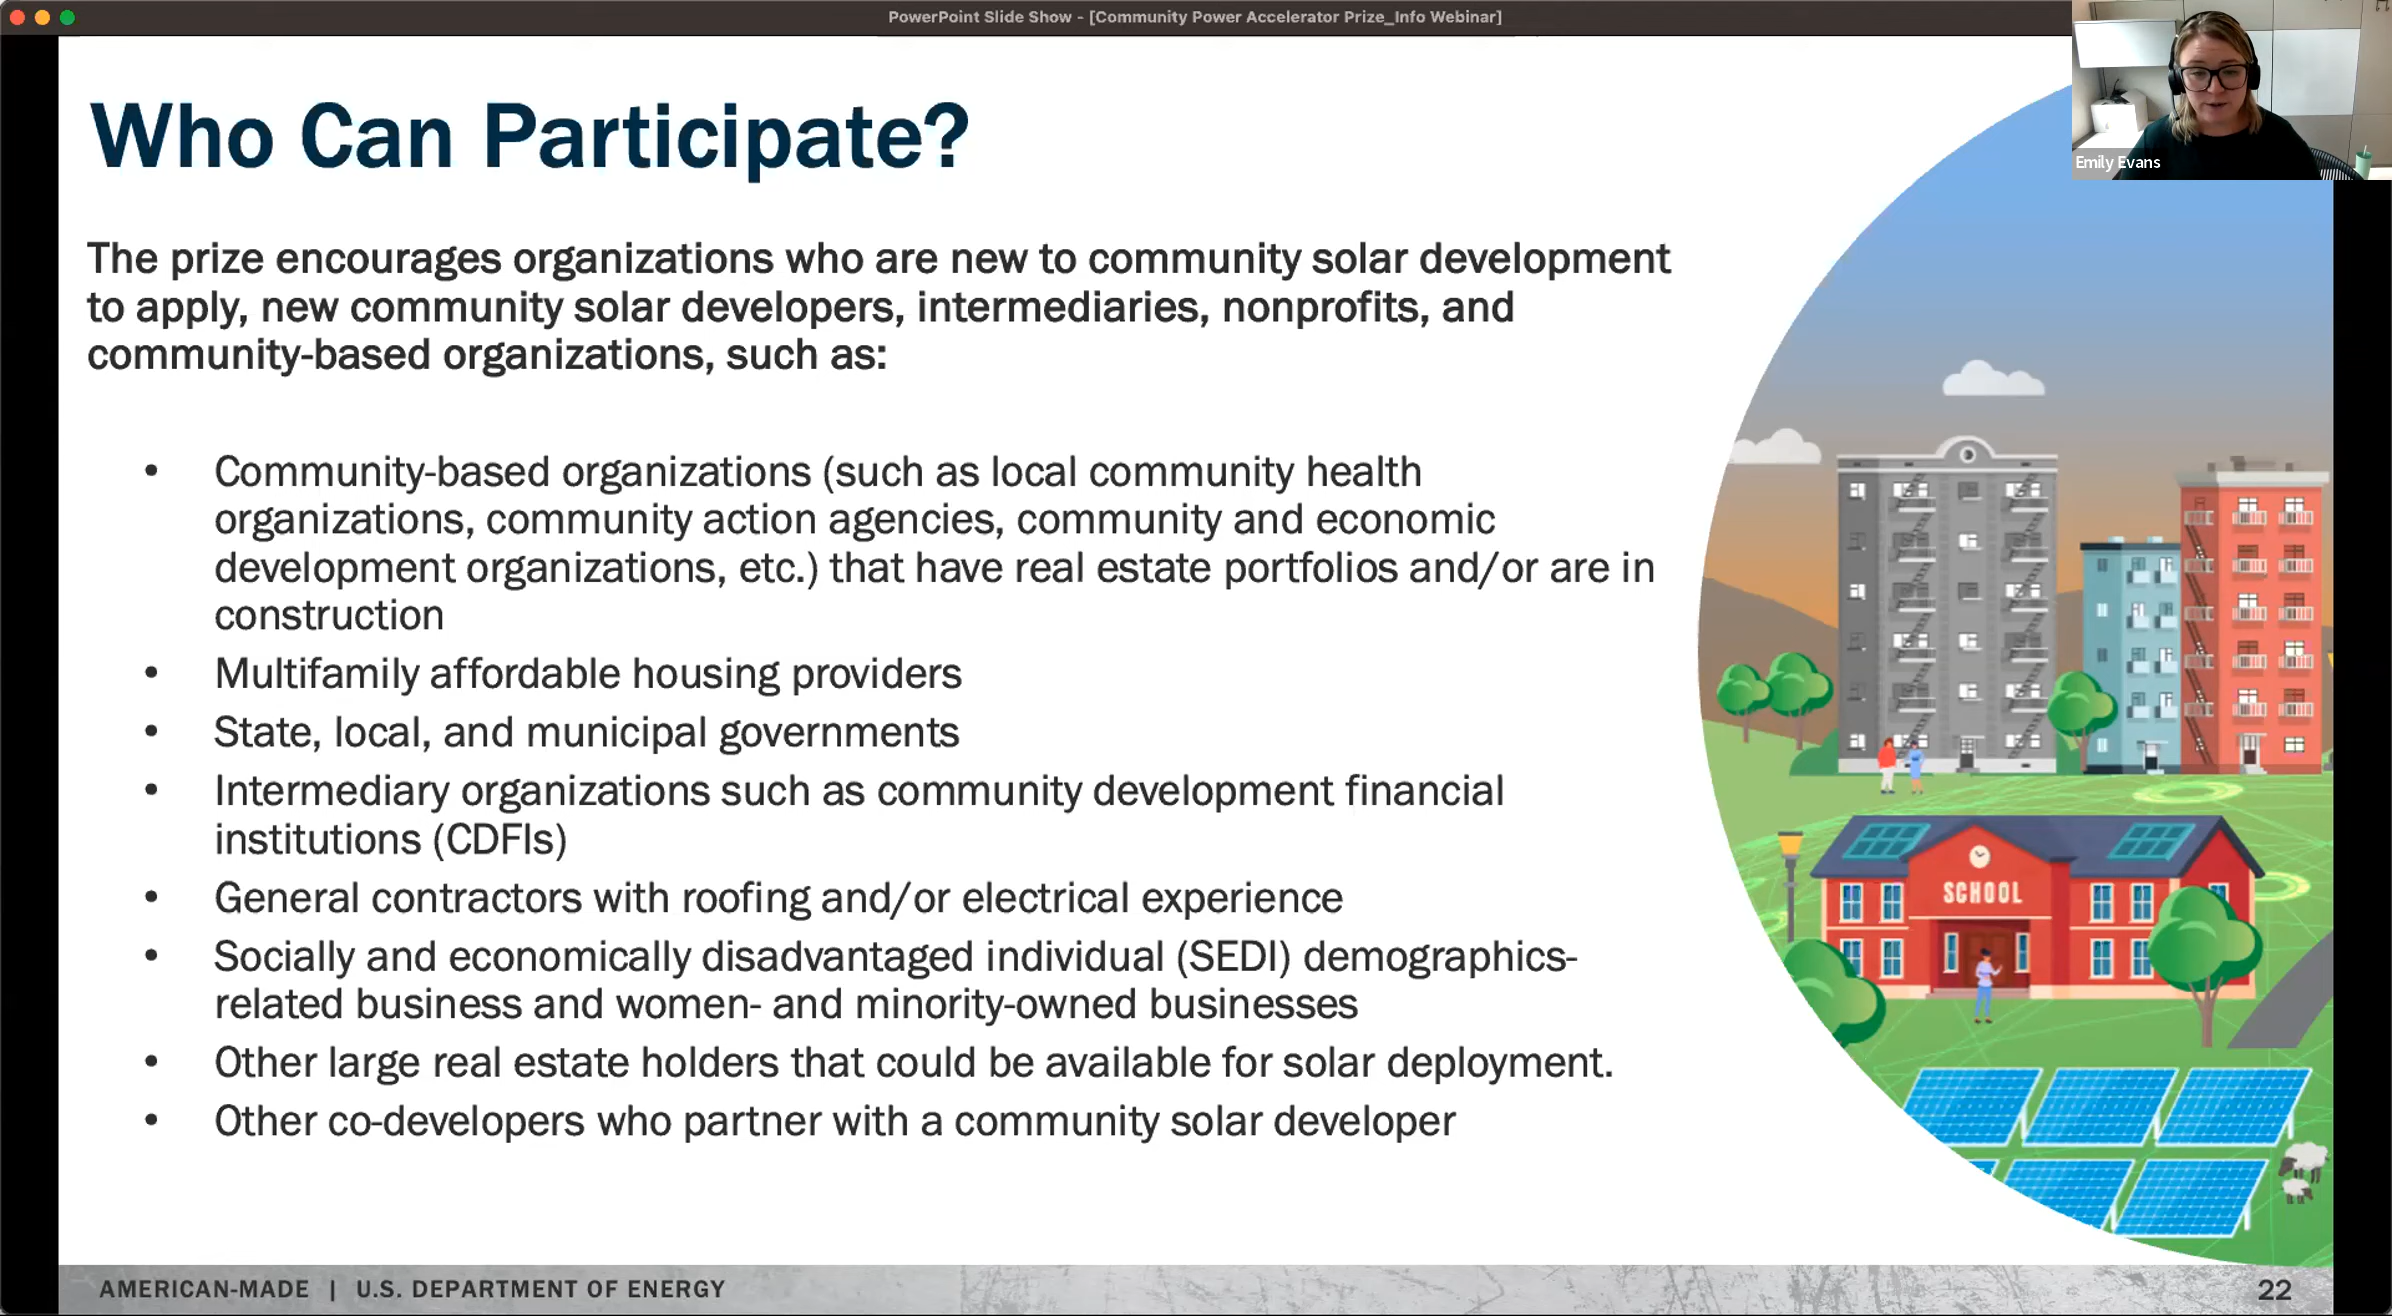 PowerPoint Slide Show - [Community Power Accelerator Prize_Info Webinar]
Emily Evans
Who Can Participate?
The prize encourages organizations who are new to community solar development
to apply, new community solar developers, intermediaries, nonprofits, and
community-based organizations, such as:
• Community-based organizations (such as local community health
organizations, community action agencies, community and economic
development organizations, etc.) that have real estate portfolios and/or are in
construction
• Multifamily affordable housing providers
• State, local, and municipal governments
• Intermediary organizations such as community development financial
institutions (CDFIs)
• General contractors with roofing and/or electrical experience
• Socially and economically disadvantaged individual (SEDI) demographics-
related business and women- and minority-owned businesses
• Other large real estate holders that could be available for solar deployment.
• Other co-developers who partner with a community solar developer
SCHOOL
AMERICAN-MADE | U.S. DEPARTMENT OF ENERGY
22